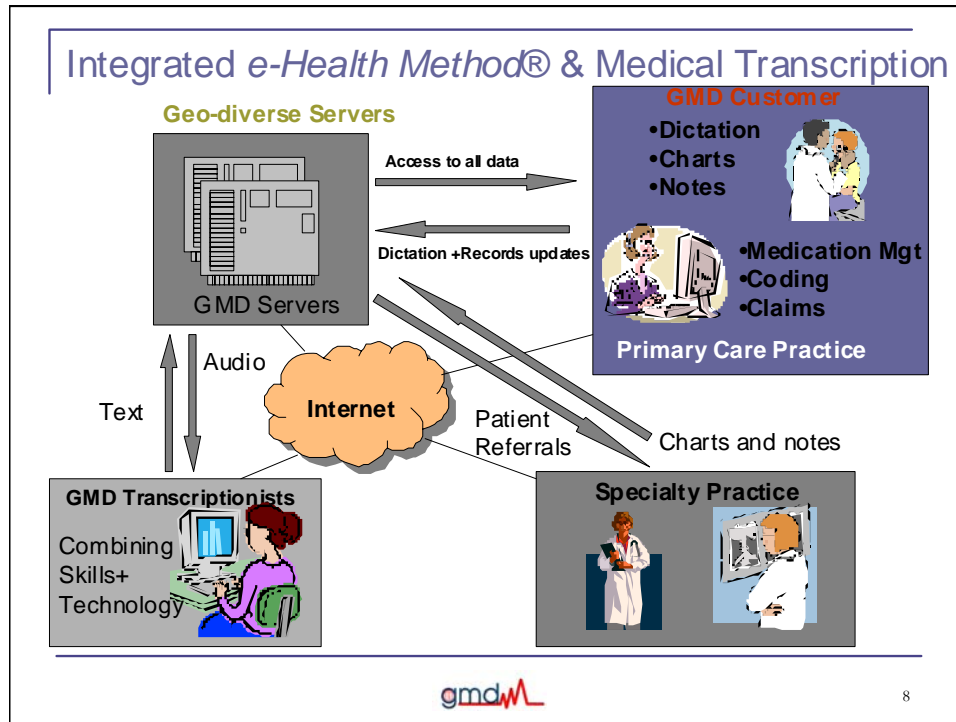 Integrated e-Health Method® & Medical Transcription
Geo-diverse Servers
GMD Servers
Access to all data
Dictation +Records updates
GMD Customer
•Dictation
•Charts
•Notes
•Medication Mgt
•Coding
•Claims
Primary Care Practice
Audio
Text
Internet
Patient
Referrals
Charts and notes
GMD Transcriptionists
Combining
Skills+
Technology
Specialty Practice
gmd
8